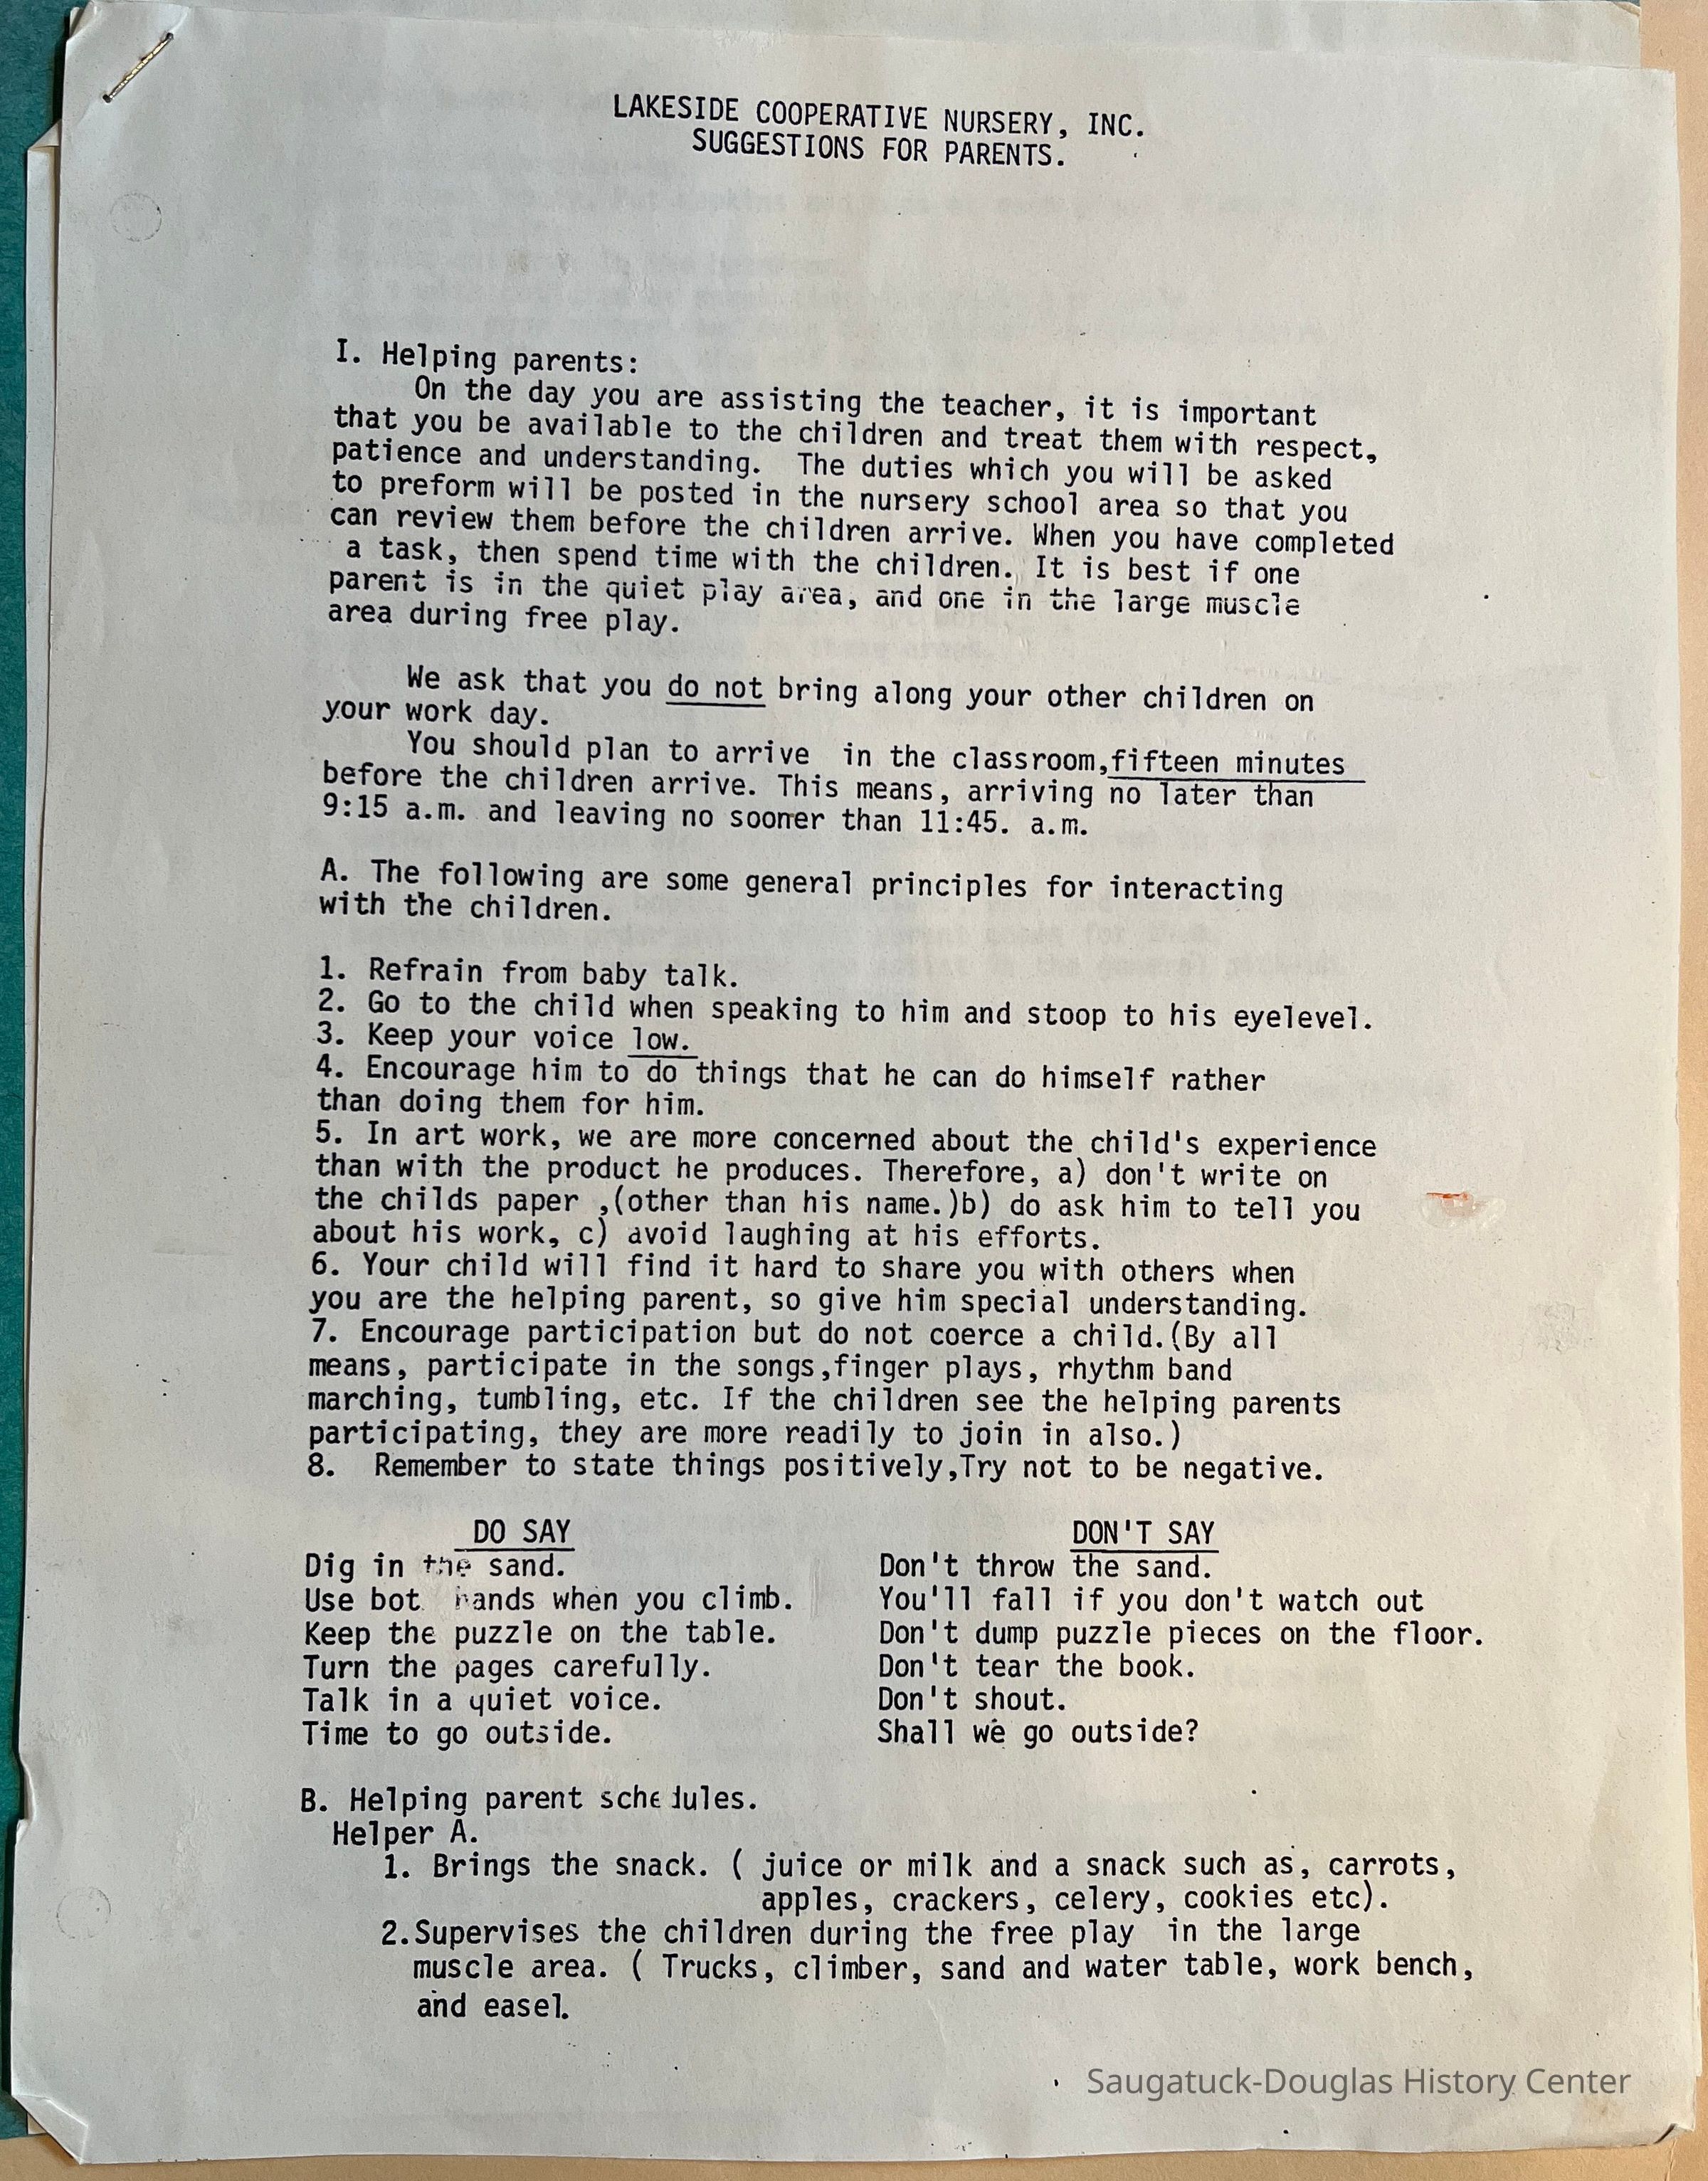 LAKESIDE COOPERATIVE NURSERY, INC.
SUGGESTIONS FOR PARENTS.
I. Helping parents:
On the day you are assisting the teacher, it is important
that you be available to the children and treat them with respect,
patience and understanding. The duties which you will be asked
to preform will be posted in the nursery school area so that you
can review them before the children arrive. When you have completed
a task, then spend time with the children. It is best if one
parent is in the quiet play area, and one in the large muscle
area during free play.
We ask that you do not bring along your other children on
your work day.
You should plan to arrive in the classroom,fifteen minutes
before the children arrive. This means, arriving no later than
9:15 a.m. and leaving no sooner than 11:45. a.m.
A. The following are some general principles for interacting
with the children.
1. Refrain from baby talk.
2. Go to the child when speaking to him and stoop to his eyelevel.
3. Keep your voice low.
4. Encourage him to do things that he can do himself rather
than doing them for him.
5. In art work, we are more concerned about the child's experience
than with the product he produces. Therefore, a) don't write on
the childs paper ,(other than his name.)b) do ask him to tell you
about his work, c) avoid laughing at his efforts.
6. Your child will find it hard to share you with others when
you are the helping parent, so give him special understanding.
7. Encourage participation but do not coerce a child.(By all
means, participate in the songs,finger plays, rhythm band
marching, tumbling, etc. If the children see the helping parents
participating, they are more readily to join in also.)
8. Remember to state things positively,Try not to be negative.
DO SAY DON'T SAY
Dig in the sand. Don't throw the sand.
Use bot hands when you climb. You'll fall if you don't watch out
Keep the puzzle on the table. Don't dump puzzle pieces on the floor.
Turn the pages carefully. Don't tear the book.
Talk in a quiet voice. Don't shout.
Time to go outside. Shall we go outside?
B. Helping parent schedules.
Helper A.
1. Brings the snack. ( juice or milk and a snack such as, carrots,
apples, crackers, celery, cookies etc).
2.Supervises the children during the free play in the large
muscle area. ( Trucks, climber, sand and water table, work bench,
and easel.
Saugatuck-Douglas History Center